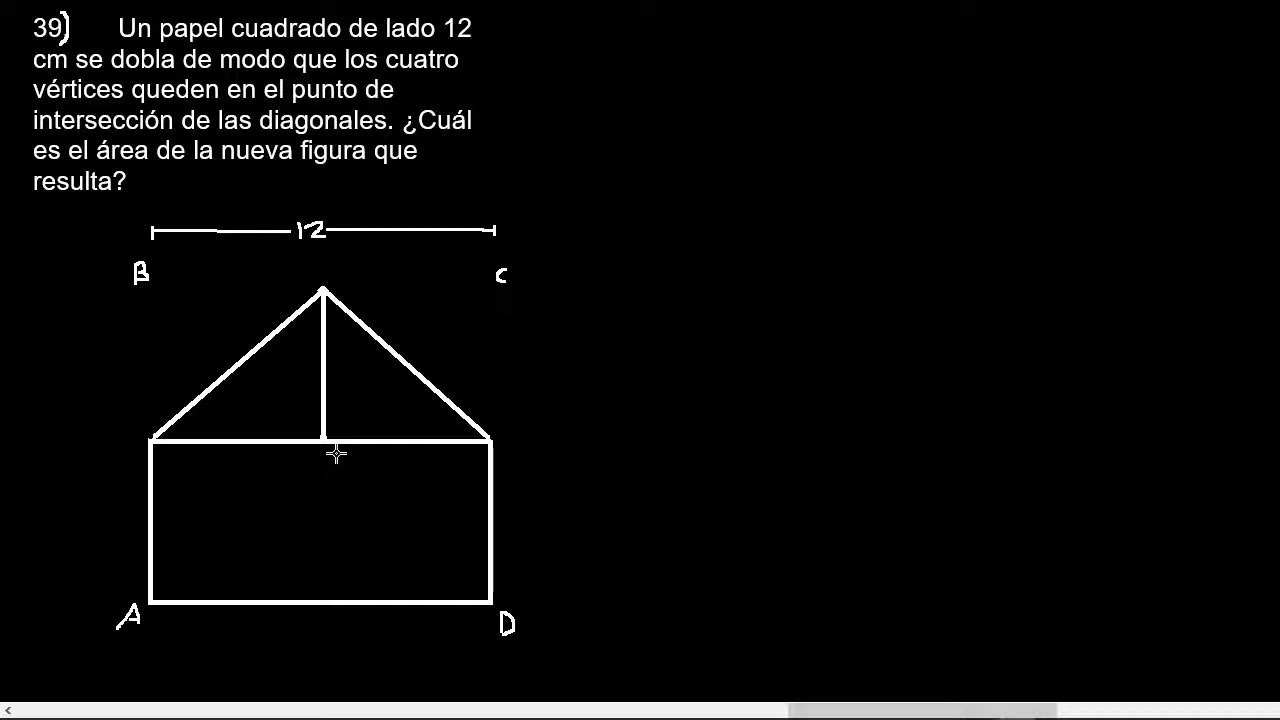 39) Un papel cuadrado de lado 12
cm se dobla de modo que los cuatro
vértices queden en el punto de
intersección de las diagonales. ¿Cuál
es el área de la nueva figura que
resulta?
12
B C
A D